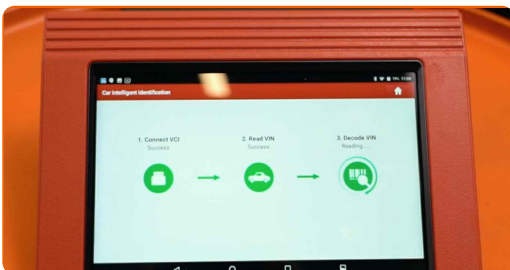 Car Intelligent Identification
1. Connect VCI
Success
2. Read VIN
Success
3. Decode VIN
Reading.....